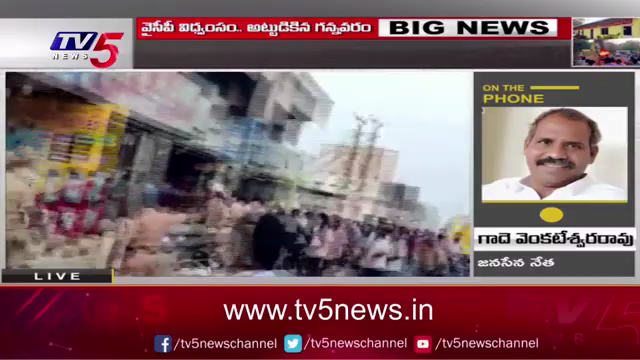 వైసీపీ విధ్వంసం.. అట్టుడికిన గన్నవరం
BIG NEWS
TV5
NEWS
ON THE
PHONE
గాదె వెంకటేశ్వరరావు
జనసేన నేత
LIVE
www.tv5news.in
/tv5newschannel
/tv5newschannel
/tv5newschannel